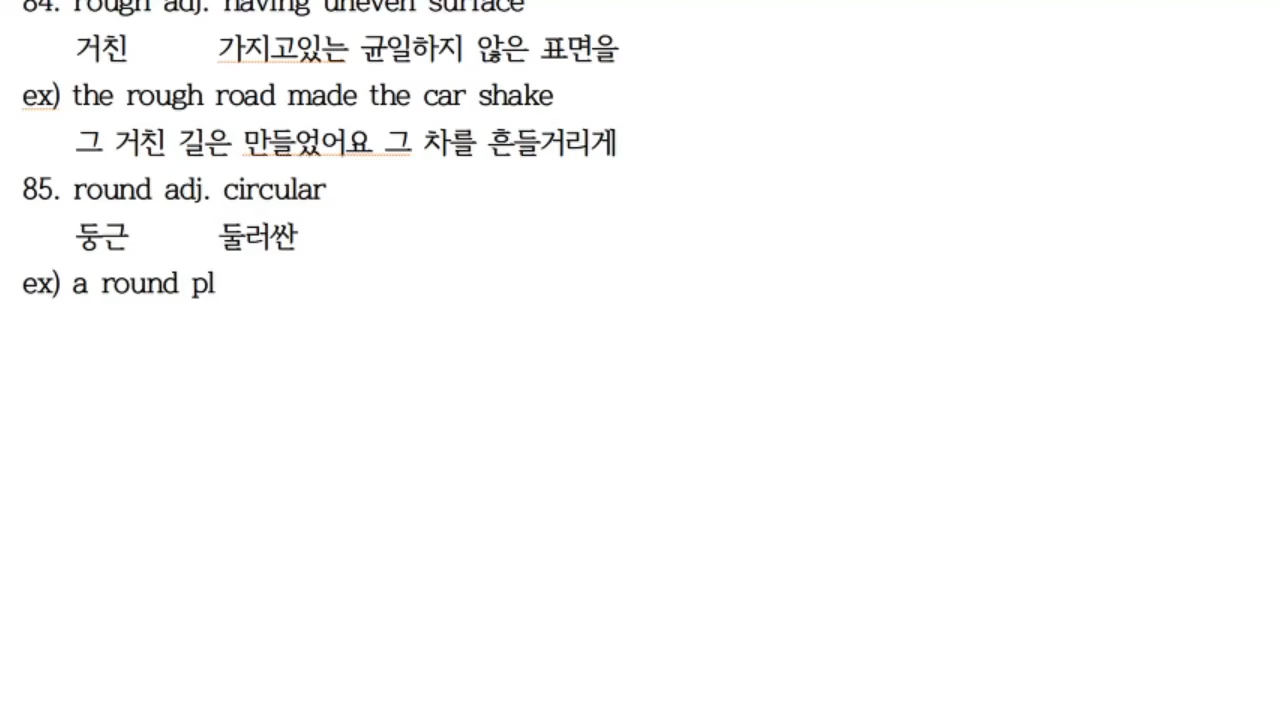 84. rough adj. having uneven surface
거친 가지고있는 균일하지 않은 표면을
ex) the rough road made the car shake
그 거친 길은 만들었어요 그 차를 흔들거리게
85. round adj. circular
둥근 둘러싼
ex) a round pl